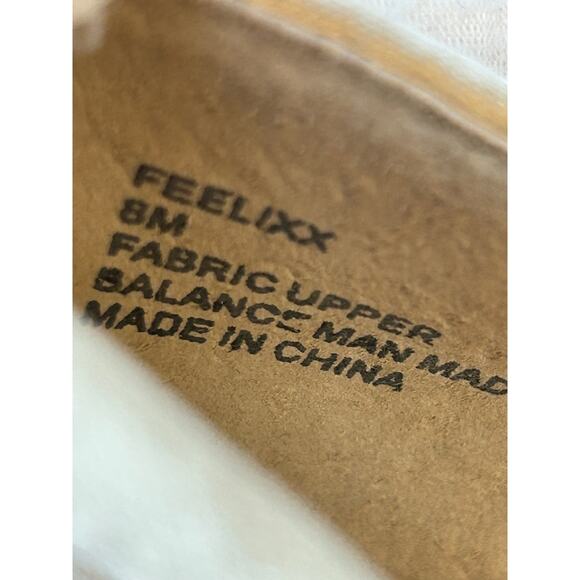 FEELIXX
8M
FABRIC UPPER
BALANCE MAN MAD
MADE IN CHINA